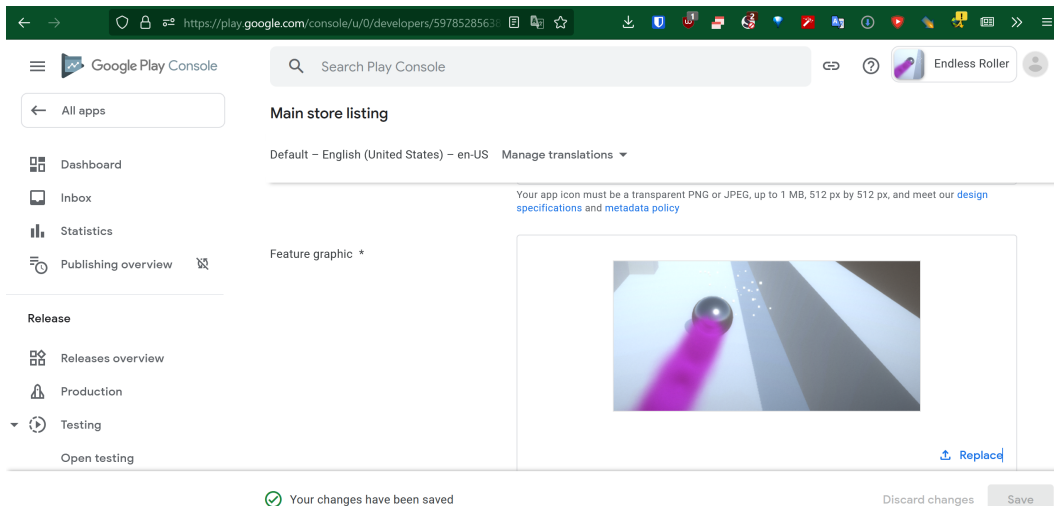 https://play.google.com/console/u/0/developers/59785285638
Google Play Console
Search Play Console
Endless Roller
All apps
Main store listing
Default – English (United States) – en-US Manage translations
Dashboard
Inbox
Statistics
Publishing overview
Your app icon must be a transparent PNG or JPEG, up to 1 MB, 512 px by 512 px, and meet our design
specifications and metadata policy
Feature graphic *
Release
Releases overview
Production
Testing
Open testing
Replace
Your changes have been saved
Discard changes
Save